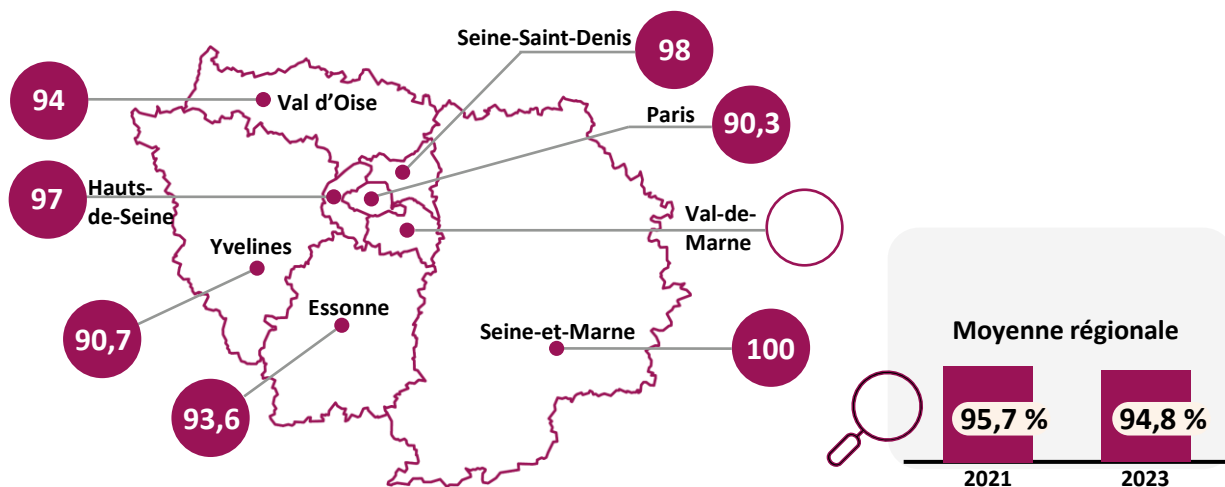 Seine-Saint-Denis
98
94
Val d’Oise
Paris
90,3
97
Hauts-
de-Seine
Val-de-
Marne
Yvelines
90,7
Essonne
93,6
Seine-et-Marne
100
Moyenne régionale
95,7 %
94,8 %
2021
2023